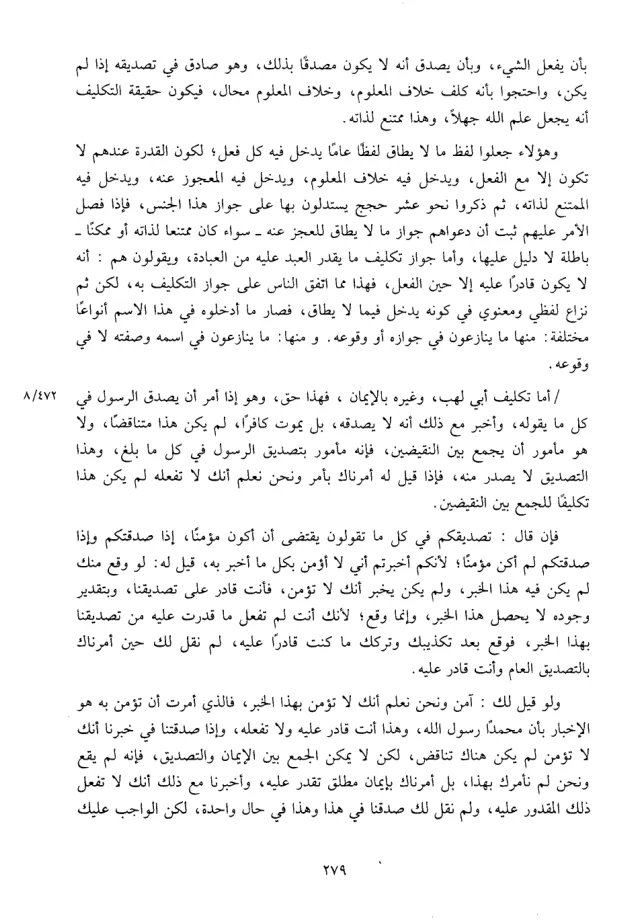 بأن يفعل الشيء، وبأن يصدق أنه لا يكون مصدقًا بذلك، وهو صادق في تصديقه إذا لم
يكن، واحتجوا بأنه كلف خلاف المعلوم، وخلاف المعلوم محال، فيكون حقيقة التكليف
أنه يجعل علم الله جهلاً، وهذا ممتنع لذاته.
وهؤلاء جعلوا لفظ ما لا يطاق لفظًا عامًا يدخل فيه كل فعل؛ لكون القدرة عندهم لا
تكون إلا مع الفعل، ويدخل فيه خلاف المعلوم، ويدخل فيه المعجوز عنه، ويدخل فيه
الممتنع لذاته، ثم ذكروا نحو عشر حجج يستدلون بها على جواز هذا الجنس، فإذا فصل
الأمر عليهم ثبت أن دعواهم جواز ما لا يطاق للعجز عنه ـ سواء كان ممتنعا لذاته أو ممكنًا ـ
باطلة لا دليل عليها، وأما جواز تكليف ما يقدر العبد عليه من العبادة، ويقولون هم : أنه
لا يكون قادرًا عليه إلا حين الفعل، فهذا مما اتفق الناس على جواز التكليف به، لكن ثم
نزاع لفظي ومعنوي في كونه يدخل فيما لا يطاق، فصار ما أدخلوه في هذا الاسم أنواعًا
مختلفة: منها ما ينازعون في جوازه أو وقوعه. و منها: ما ينازعون في اسمه وصفته لا في
وقوعه.
/ أما تكليف أبي لهب، وغيره بالإيمان ، فهذا حق، وهو إذا أمر أن يصدق الرسول في ٨/٤٧٢
كل ما يقوله، وأخبر مع ذلك أنه لا يصدقه، بل يموت كافرًا، لم يكن هذا متناقضًا، ولا
هو مأمور أن يجمع بين النقيضين، فإنه مأمور بتصديق الرسول في كل ما بلغ، وهذا
التصديق لا يصدر منه، فإذا قيل له أمرناك بأمر ونحن نعلم أنك لا تفعله لم يكن هذا
تكليفًا للجمع بين النقيضين.
فإن قال : تصديقكم في كل ما تقولون يقتضى أن أكون مؤمنًا، إذا صدقتكم وإذا
صدقتكم لم أكن مؤمنًا؛ لأنكم أخبرتم أني لا أؤمن بكل ما أخبر به، قيل له: لو وقع منك
لم يكن فيه هذا الخبر، ولم يكن يخبر أنك لا تؤمن، فأنت قادر على تصديقنا، وبتقدير
وجوده لا يحصل هذا الخبر، وإنما وقع؛ لأنك أنت لم تفعل ما قدرت عليه من تصديقنا
بهذا الخبر، فوقع بعد تكذيبك وتركك ما كنت قادرًا عليه، لم نقل لك حين أمرناك
بالتصديق العام وأنت قادر عليه.
ولو قيل لك : آمن ونحن نعلم أنك لا تؤمن بهذا الخبر، فالذي أمرت أن تؤمن به هو
الإخبار بأن محمدًا رسول الله، وهذا أنت قادر عليه ولا تفعله، وإذا صدقتنا في خبرنا أنك
لا تؤمن لم يكن هناك تناقض، لكن لا يمكن الجمع بين الإيمان والتصديق، فإنه لم يقع
ونحن لم نأمرك بهذا، بل أمرناك بإيمان مطلق تقدر عليه، وأخبرنا مع ذلك أنك لا تفعل
ذلك المقدور عليه، ولم نقل لك صدقنا في هذا وهذا في حال واحدة، لكن الواجب عليك
٢٧٩